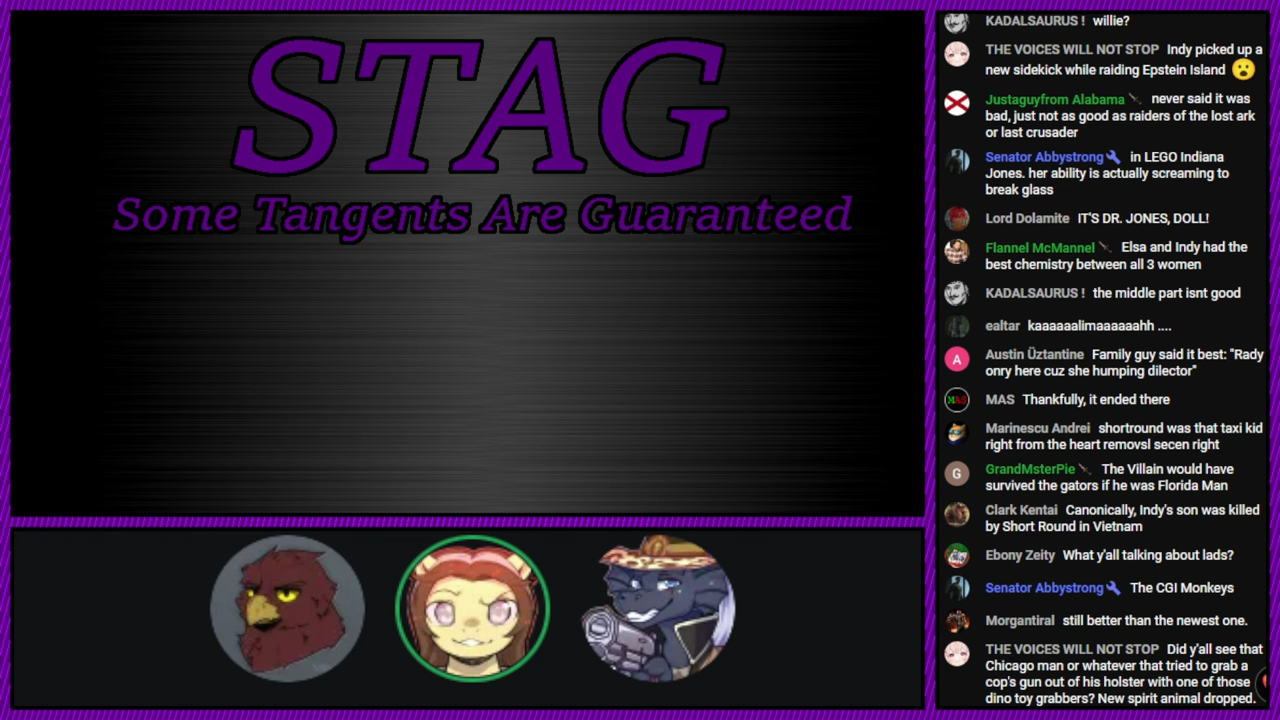 STAG
Some Tangents Are Guaranteed
KADALSAURUS ! willie?
THE VOICES WILL NOT STOP Indy picked up a
new sidekick while raiding Epstein Island 😮
Justaguyfrom Alabama never said it was
bad, just not as good as raiders of the lost ark
or last crusader
Senator Abbystrong in LEGO Indiana
Jones. her ability is actually screaming to
break glass
Lord Dolamite IT'S DR. JONES, DOLL!
Flannel McMannel Elsa and Indy had the
best chemistry between all 3 women
KADALSAURUS ! the middle part isnt good
ealtar kaaaaaalimaaaaaahh ....
A
Austin Üztantine Family guy said it best: "Rady
onry here cuz she humping dilector"
MAS
MAS Thankfully, it ended there
Marinescu Andrei shortround was that taxi kid
right from the heart removsl secen right
G
GrandMsterPie The Villain would have
survived the gators if he was Florida Man
Clark Kentai Canonically, Indy's son was killed
by Short Round in Vietnam
Ebony Zeity What y'all talking about lads?
Senator Abbystrong The CGI Monkeys
Morgantiral still better than the newest one.
THE VOICES WILL NOT STOP Did y'all see that
Chicago man or whatever that tried to grab a
cop's gun out of his holster with one of those
dino toy grabbers? New spirit animal dropped.